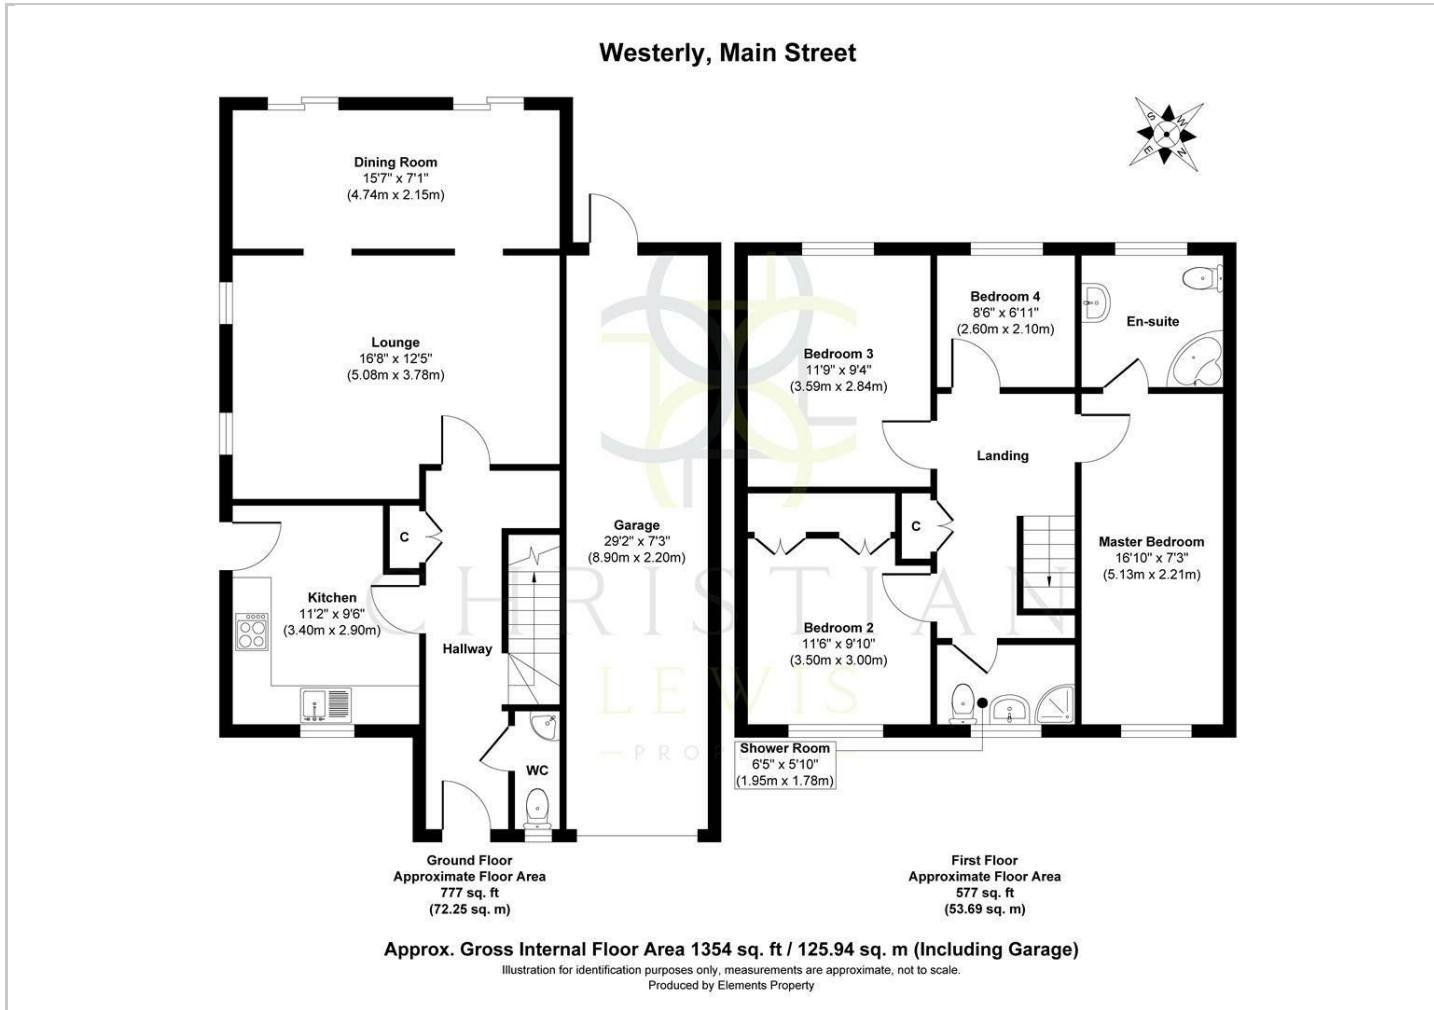 Westerly, Main Street
S
W
E
N
Dining Room
15'7" x 7'1"
(4.74m x 2.15m)
Lounge
16'8" x 12'5"
(5.08m x 3.78m)
C
Kitchen
11'2" x 9'6"
(3.40m x 2.90m)
Hallway
WC
Garage
29'2" x 7'3"
(8.90m x 2.20m)
Bedroom 3
11'9" x 9'4"
(3.59m x 2.84m)
Bedroom 4
8'6" x 6'11"
(2.60m x 2.10m)
En-suite
Landing
C
Master Bedroom
16'10" x 7'3"
(5.13m x 2.21m)
Bedroom 2
11'6" x 9'10"
(3.50m x 3.00m)
Shower Room
6'5" x 5'10"
(1.95m x 1.78m)
CHRISTIAN
LEWIS
Ground Floor
Approximate Floor Area
777 sq. ft
(72.25 sq. m)
First Floor
Approximate Floor Area
577 sq. ft
(53.69 sq. m)
Approx. Gross Internal Floor Area 1354 sq. ft / 125.94 sq. m (Including Garage)
Illustration for identification purposes only, measurements are approximate, not to scale.
Produced by Elements Property